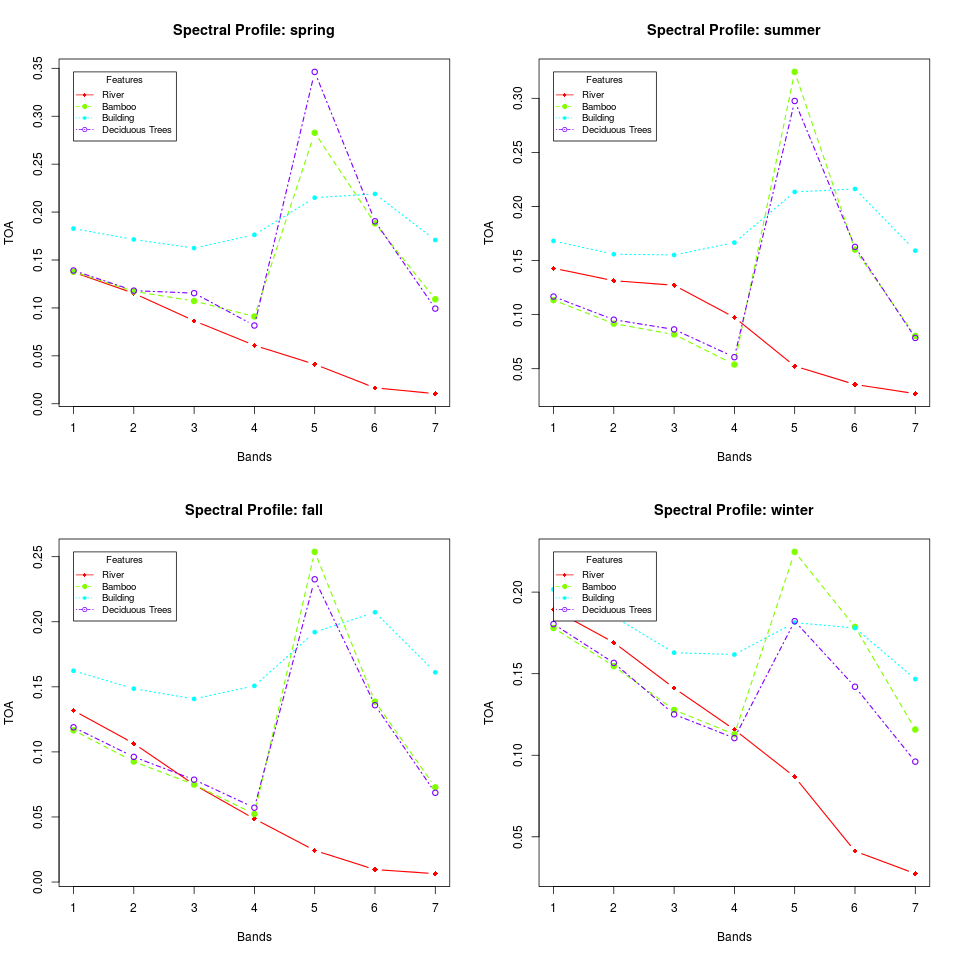 Spectral Profile: spring
Features
River
Bamboo
Building
Deciduous Trees
TOA
0.35
0.30
0.25
0.20
0.15
0.10
0.05
0.00
1 2 3 4 5 6 7
Bands
Spectral Profile: summer
Features
River
Bamboo
Building
Deciduous Trees
TOA
0.30
0.25
0.20
0.15
0.10
0.05
1 2 3 4 5 6 7
Bands
Spectral Profile: fall
Features
River
Bamboo
Building
Deciduous Trees
TOA
0.25
0.20
0.15
0.10
0.05
0.00
1 2 3 4 5 6 7
Bands
Spectral Profile: winter
Features
River
Bamboo
Building
Deciduous Trees
TOA
0.20
0.15
0.10
0.05
1 2 3 4 5 6 7
Bands